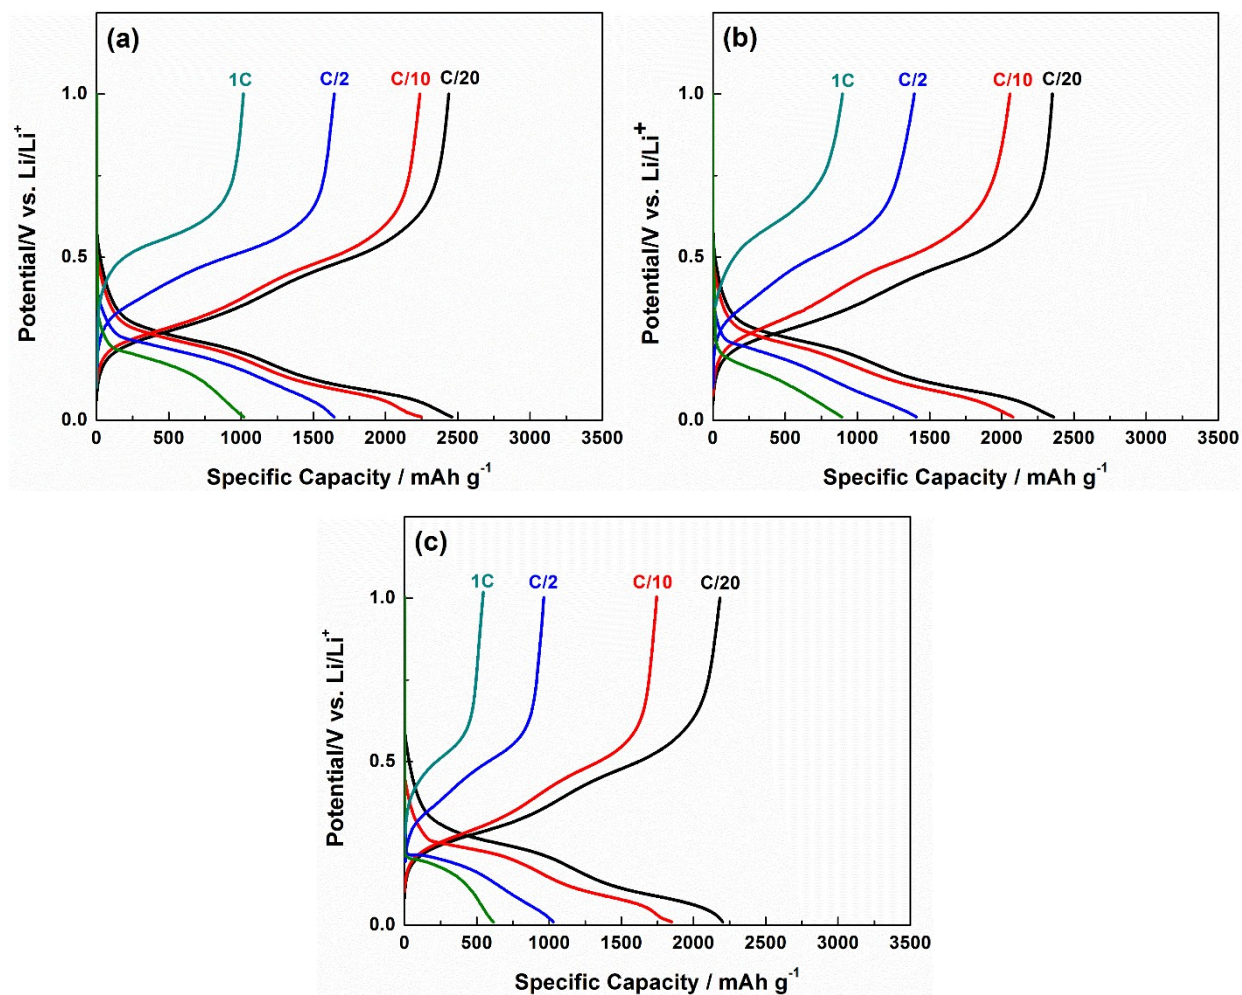 (a)
1C C/2 C/10 C/20
1.0
0.5
0.0
Potential/V vs. Li/Li⁺
0 500 1000 1500 2000 2500 3000 3500
Specific Capacity / mAh g⁻¹
(b)
1C C/2 C/10 C/20
1.0
0.5
0.0
Potential/V vs. Li/Li⁺
0 500 1000 1500 2000 2500 3000 3500
Specific Capacity / mAh g⁻¹
(c)
1C C/2 C/10 C/20
1.0
0.5
0.0
Potential/V vs. Li/Li⁺
0 500 1000 1500 2000 2500 3000 3500
Specific Capacity / mAh g⁻¹